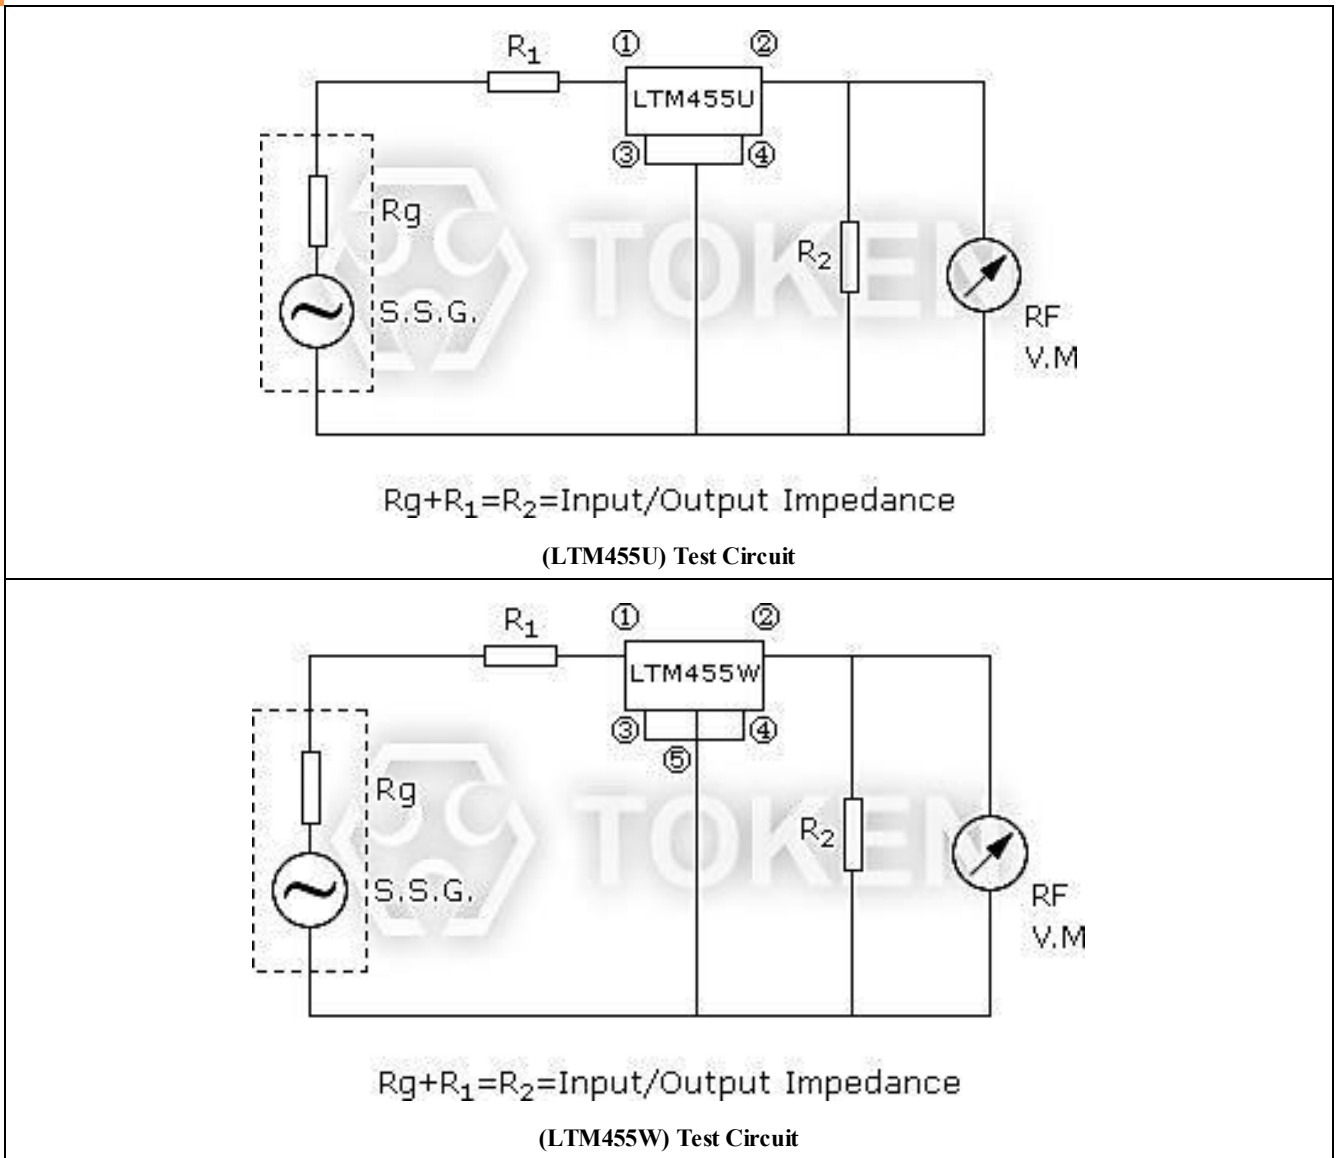 R1
① ②
LTM455U
③ ④
Rg
TOKEN
R2
S.S.G.
RF
V.M
Rg+R1=R2=Input/Output Impedance
(LTM455U) Test Circuit
R1
① ②
LTM455W
③ ④
⑤
Rg
TOKEN
R2
S.S.G.
RF
V.M
Rg+R1=R2=Input/Output Impedance
(LTM455W) Test Circuit